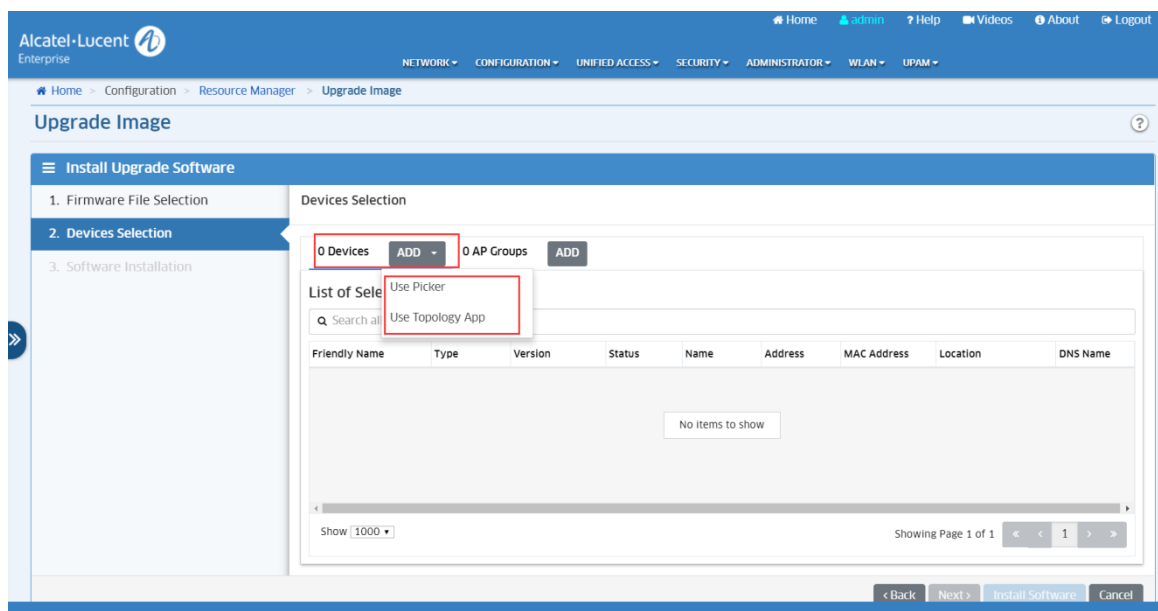 Home admin ? Help Videos About Logout
Alcatel·Lucent
Enterprise
NETWORK CONFIGURATION UNIFIED ACCESS SECURITY ADMINISTRATOR WLAN UPAM
Home > Configuration > Resource Manager > Upgrade Image
Upgrade Image
?
Install Upgrade Software
1. Firmware File Selection
Devices Selection
2. Devices Selection
0 Devices ADD 0 AP Groups ADD
3. Software Installation
Use Picker
List of Sele
Use Topology App
Search all
Friendly Name Type Version Status Name Address MAC Address Location DNS Name
No items to show
Show 1000
Showing Page 1 of 1 « < 1 > »
< Back Next > Install Software Cancel